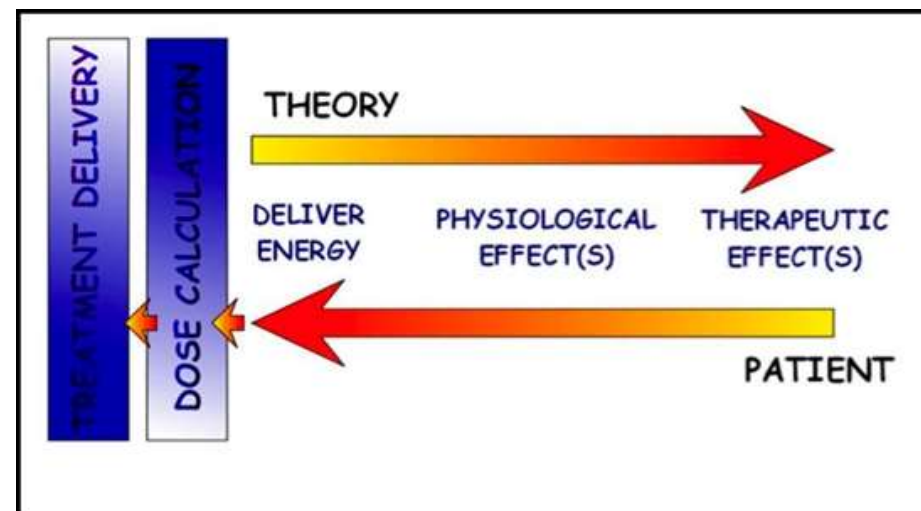 TREATMENT DELIVERY
DOSE CALCULATION
THEORY
DELIVER
ENERGY
PHYSIOLOGICAL
EFFECT(S)
THERAPEUTIC
EFFECT(S)
PATIENT